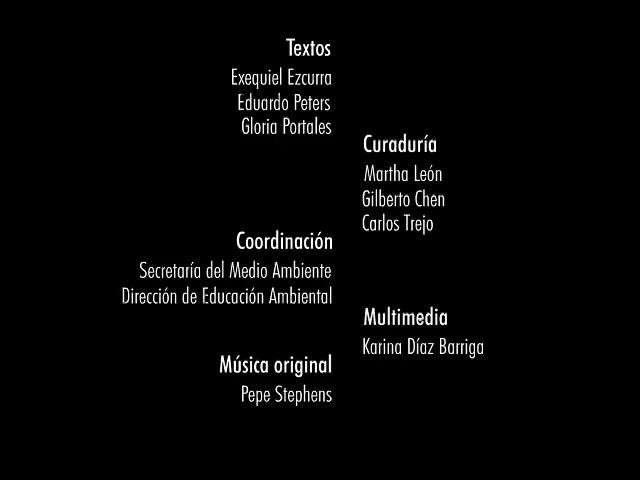 Textos
Exequiel Ezcurra
Eduardo Peters
Gloria Portales
Curaduría
Martha León
Gilberto Chen
Carlos Trejo
Coordinación
Secretaría del Medio Ambiente
Dirección de Educación Ambiental
Multimedia
Karina Díaz Barriga
Música original
Pepe Stephens